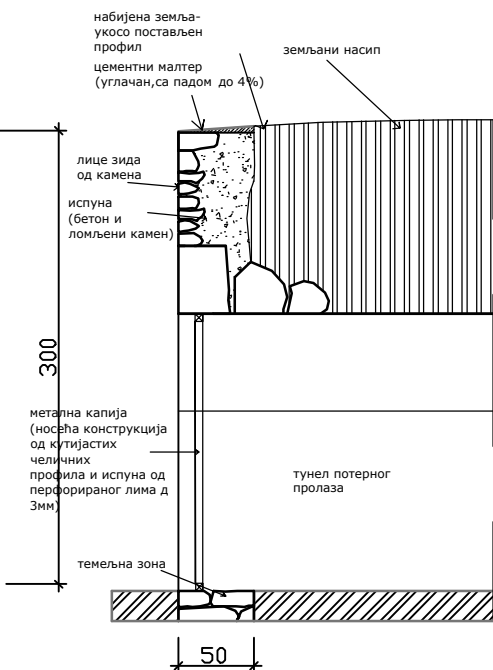 набијена земља-
укосо постављен
профил
цементни малтер
(углачан,са падом до 4%)
земљани насип
лице зида
од камена
испуна
(бетон и
ломљени камен)
300
метална капија
(носећа конструкција
од кутијастих
челичних
профила и испуна од
перфорираног лима д
3мм)
тунел потерног
пролаза
темељна зона
50